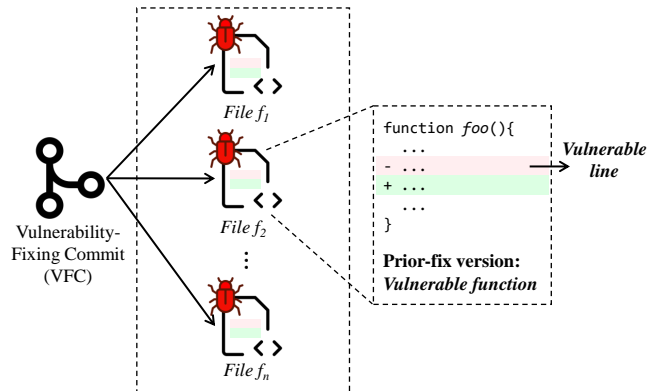 File f1
File f2
⋮
File fn
Vulnerability-
Fixing Commit
(VFC)
function foo(){
...
- ...
+ ...
...
}
Prior-fix version:
Vulnerable function
Vulnerable
line